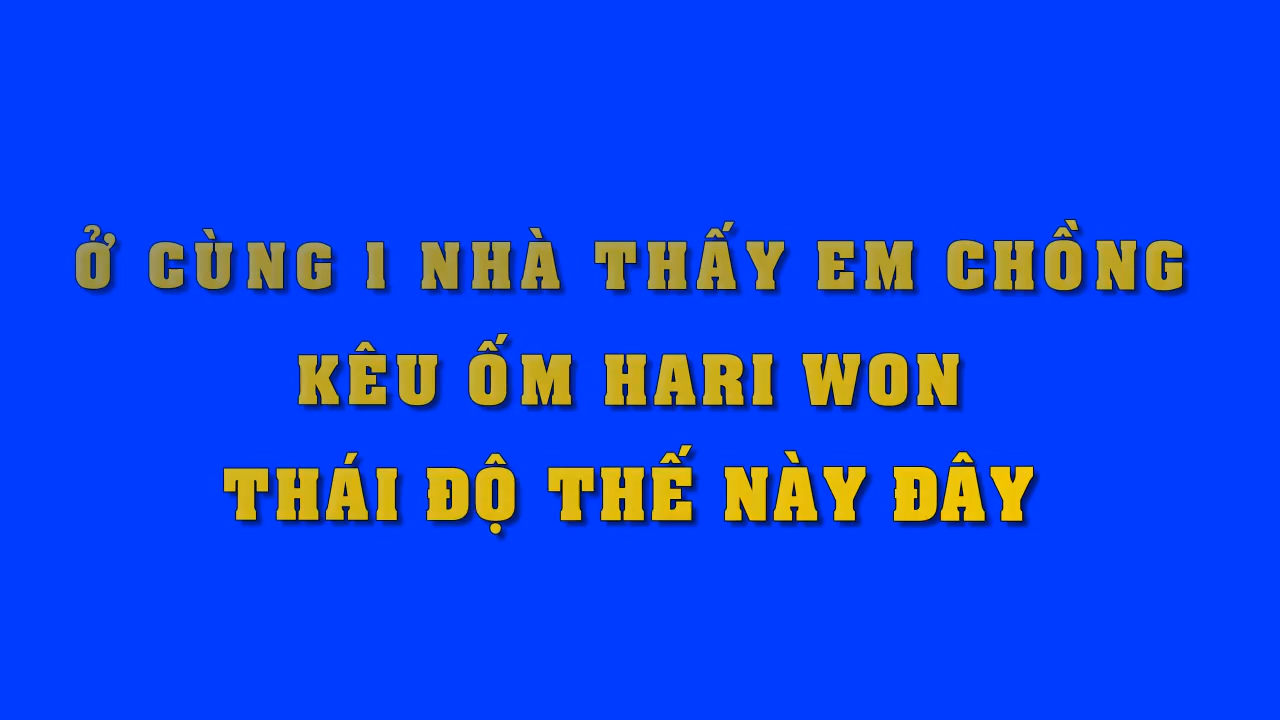 Ở CÙNG 1 NHÀ THẤY EM CHỒNG
KÊU ỐM HARI WON
THÁI ĐỘ THẾ NÀY ĐÂY